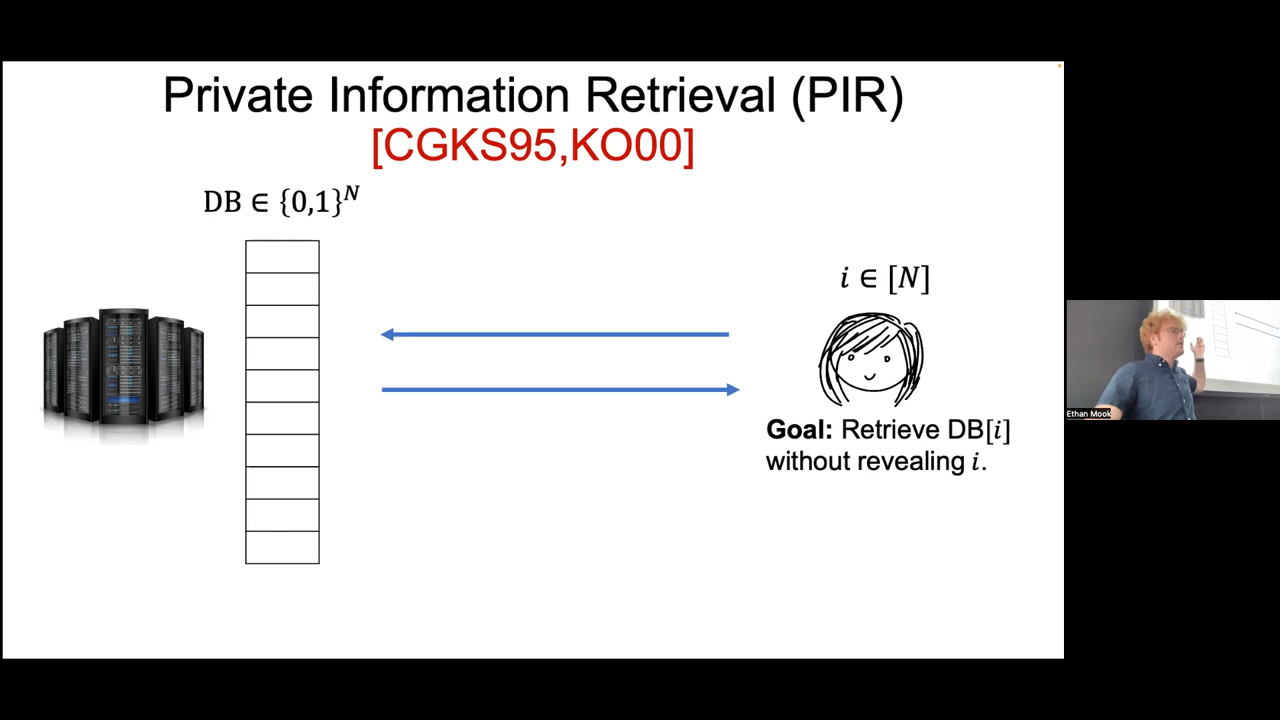 Private Information Retrieval (PIR)
[CGKS95,KO00]
DB ∈ {0,1}^N
i ∈ [N]
Goal: Retrieve DB[i]
without revealing i.
Ethan Mook